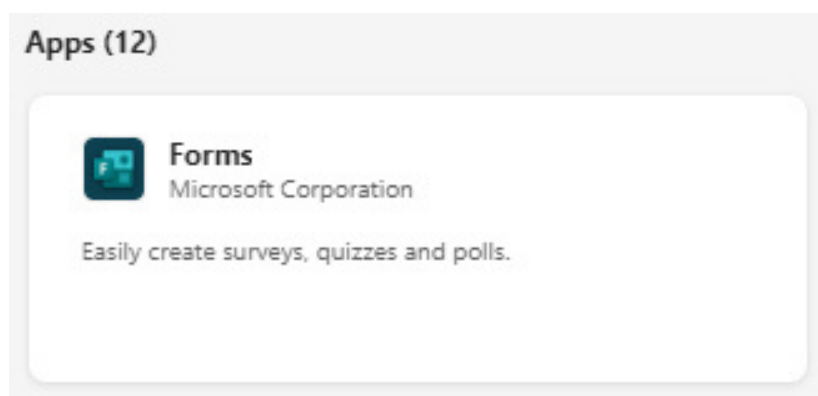 Apps (12)
F
Forms
Microsoft Corporation
Easily create surveys, quizzes and polls.